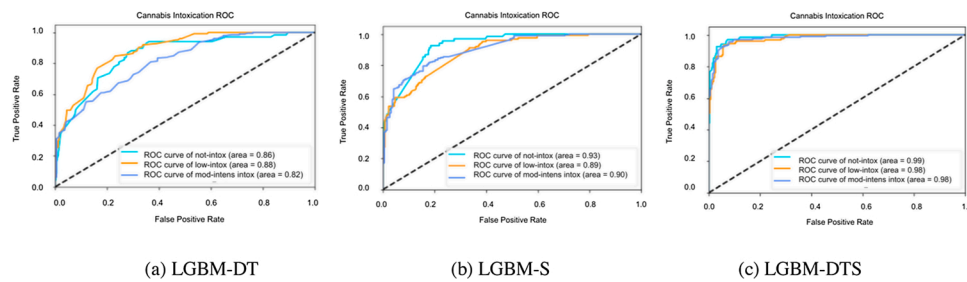 Cannabis Intoxication ROC
True Positive Rate
1.0
0.8
0.6
0.4
0.2
0.0
ROC curve of not-intox (area = 0.86)
ROC curve of low-intox (area = 0.88)
ROC curve of mod-intens intox (area = 0.82)
0.0 0.2 0.4 0.6 0.8 1.0
False Positive Rate
(a) LGBM-DT
Cannabis Intoxication ROC
True Positive Rate
1.0
0.8
0.6
0.4
0.2
0.0
ROC curve of not-intox (area = 0.93)
ROC curve of low-intox (area = 0.89)
ROC curve of mod-intens intox (area = 0.90)
0.0 0.2 0.4 0.6 0.8 1.0
False Positive Rate
(b) LGBM-S
Cannabis Intoxication ROC
True Positive Rate
1.0
0.8
0.6
0.4
0.2
0.0
ROC curve of not-intox (area = 0.99)
ROC curve of low-intox (area = 0.98)
ROC curve of mod-intens intox (area = 0.98)
0.0 0.2 0.4 0.6 0.8 1.
False Positive Rate
(c) LGBM-DTS